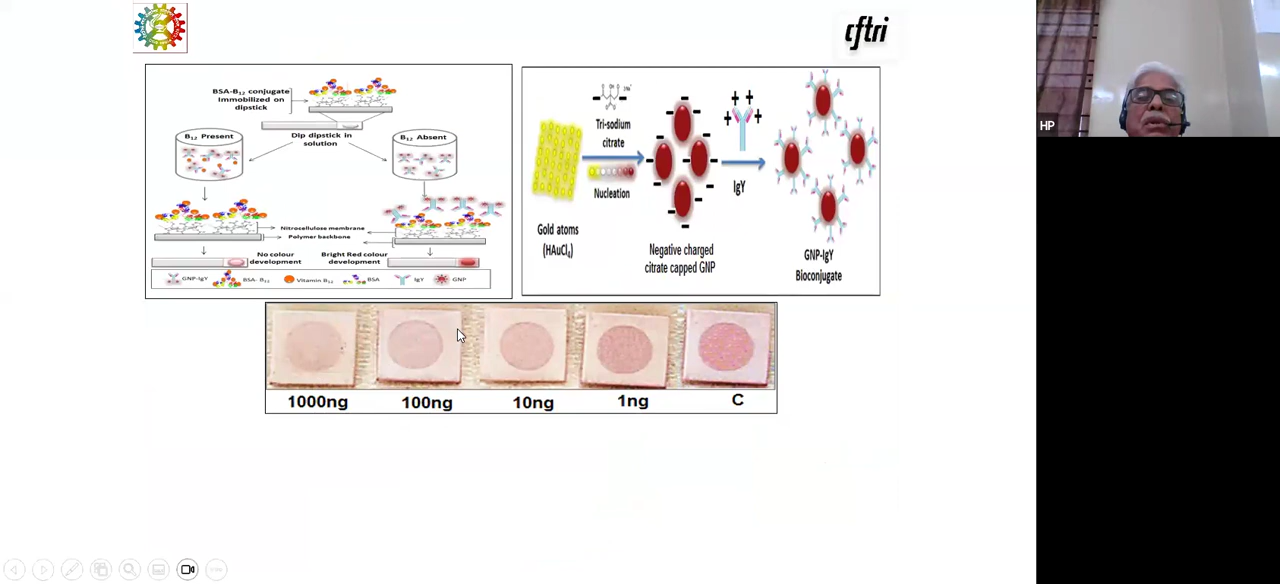 cftri
HP
BSA-B12 conjugate
Immobilized on
dipstick
B12 Present
Dip dipstick in
solution
B12 Absent
Nitrocellulose membrane
Polymer backbone
No colour
development
Bright Red colour
development
GNP-IgY
BSA- B12
Vitamin B12
BSA
IgY
GNP
Tri-sodium
citrate
Nucleation
Gold atoms
(HAuCl4)
Negative charged
citrate capped GNP
IgY
GNP-IgY
Bioconjugate
1000ng
100ng
10ng
1ng
C